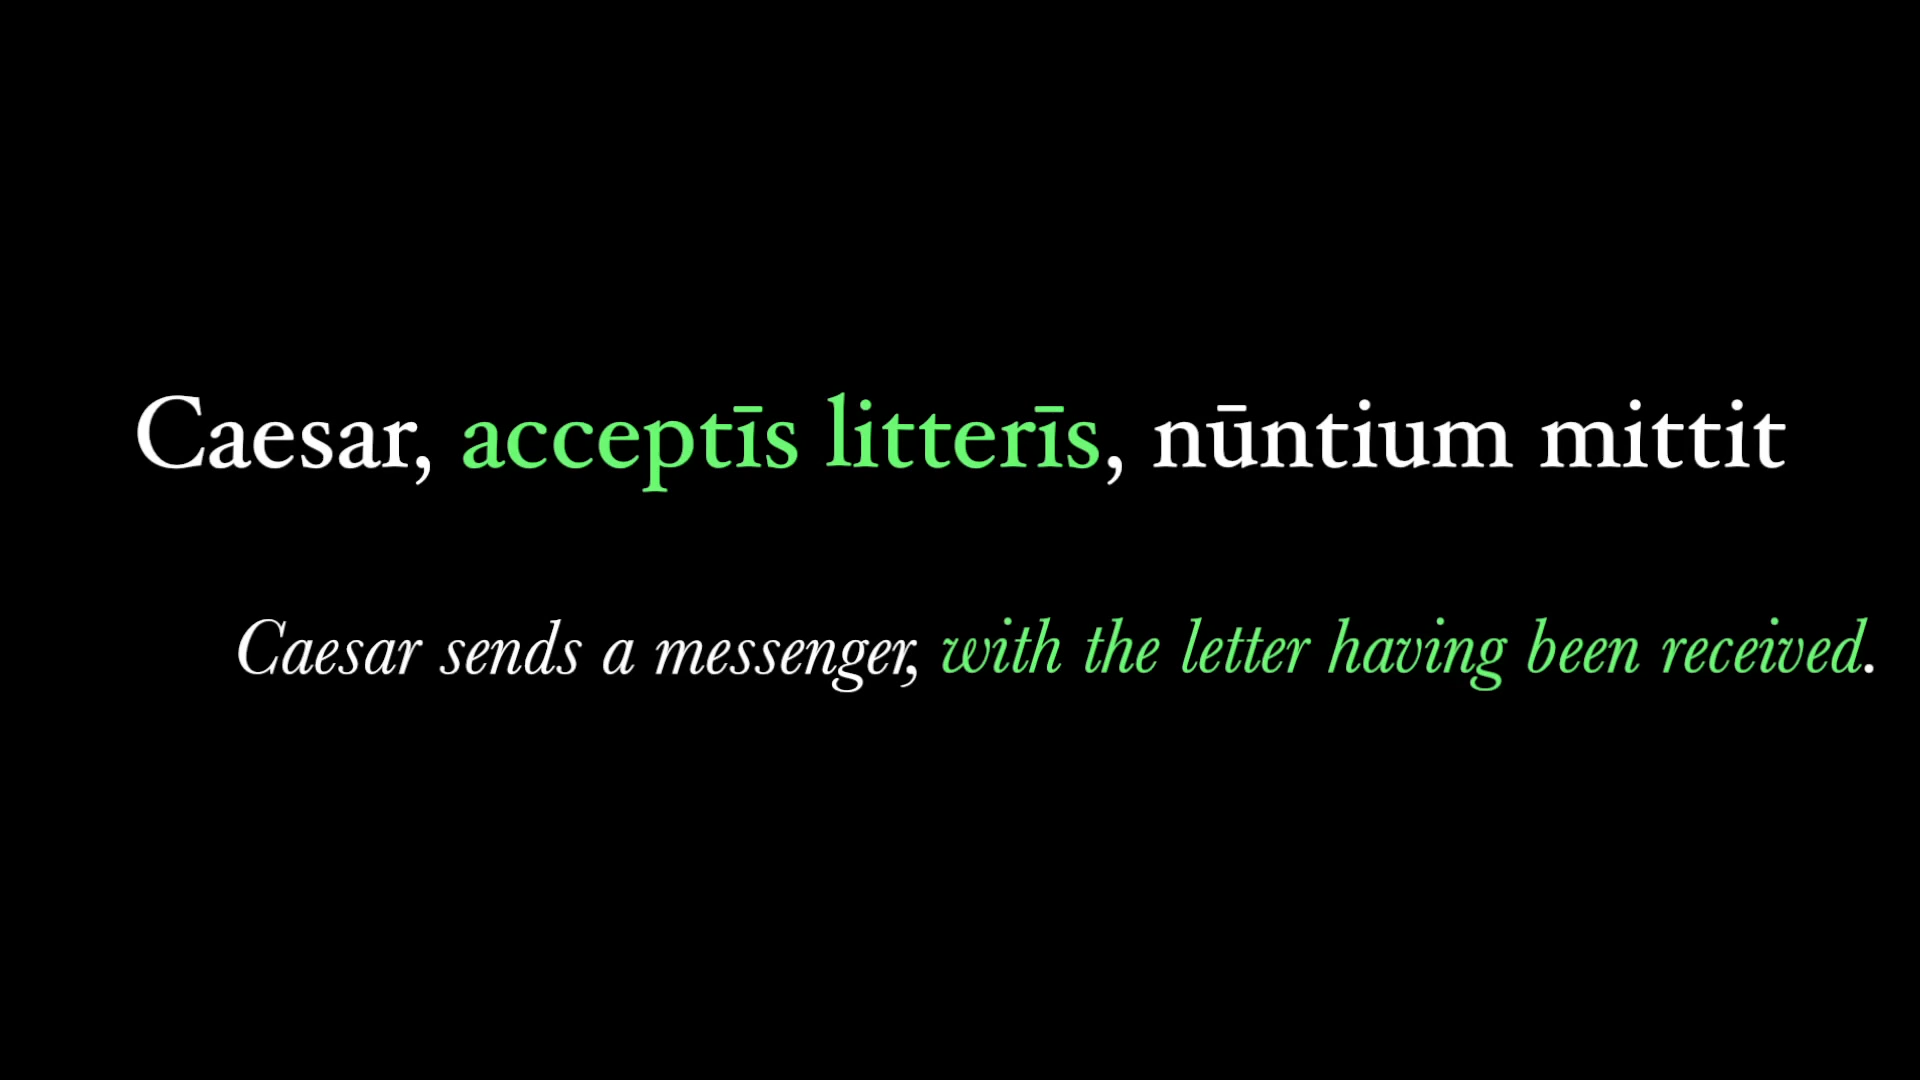 Caesar, acceptīs litterīs, nūntium mittit
Caesar sends a messenger, with the letter having been received.